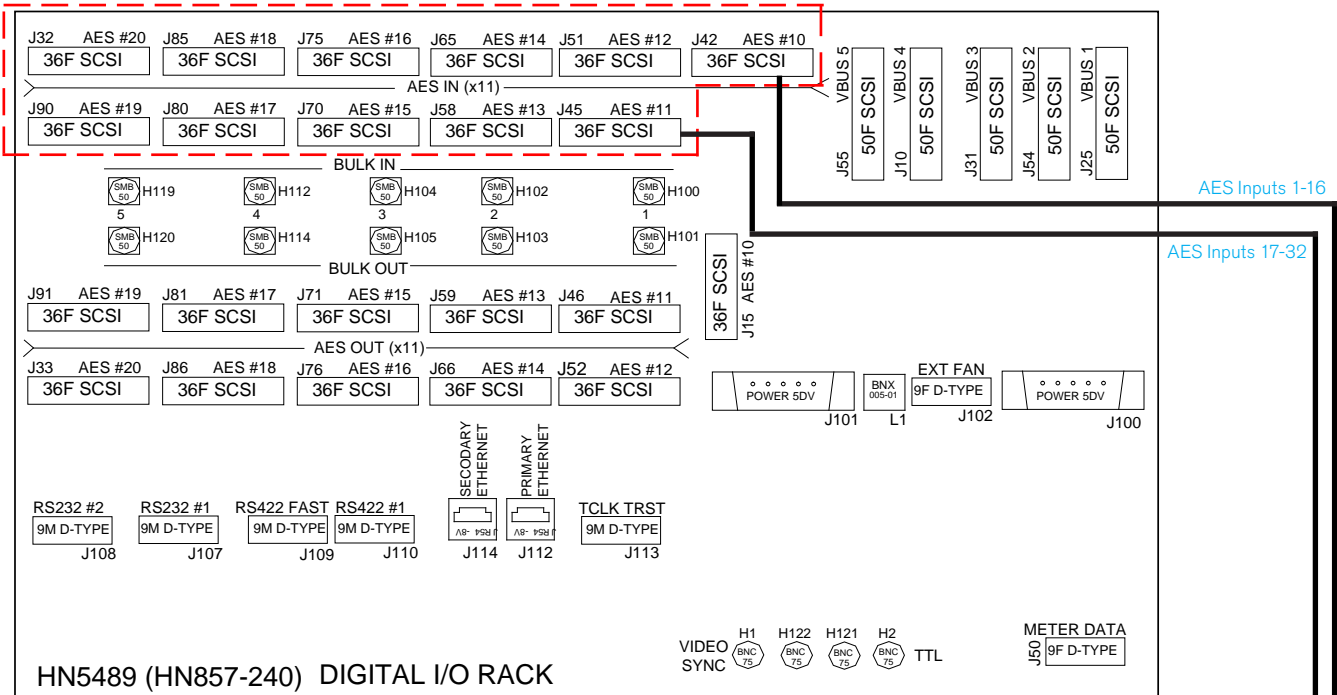 J32 AES #20 J85 AES #18 J75 AES #16 J65 AES #14 J51 AES #12 J42 AES #10
36F SCSI 36F SCSI 36F SCSI 36F SCSI 36F SCSI 36F SCSI
AES IN (x11)
J90 AES #19 J80 AES #17 J70 AES #15 J58 AES #13 J45 AES #11
36F SCSI 36F SCSI 36F SCSI 36F SCSI 36F SCSI
J55 VBUS 5 J10 VBUS 4 J31 VBUS 3 J54 VBUS 2 J25 VBUS 1
50F SCSI 50F SCSI 50F SCSI 50F SCSI 50F SCSI
AES Inputs 1-16
AES Inputs 17-32
BULK IN
SMB 50 H119 SMB 50 H112 SMB 50 H104 SMB 50 H102 SMB 50 H100
5 4 3 2 1
SMB 50 H120 SMB 50 H114 SMB 50 H105 SMB 50 H103 SMB 50 H101
BULK OUT
36F SCSI
J15 AES #10
J91 AES #19 J81 AES #17 J71 AES #15 J59 AES #13 J46 AES #11
36F SCSI 36F SCSI 36F SCSI 36F SCSI 36F SCSI
AES OUT (x11)
J33 AES #20 J86 AES #18 J76 AES #16 J66 AES #14 J52 AES #12
36F SCSI 36F SCSI 36F SCSI 36F SCSI 36F SCSI
POWER 5DV
J101
BNX
005-01
L1
EXT FAN
9F D-TYPE
J102
POWER 5DV
J100
RS232 #2
9M D-TYPE
J108
RS232 #1
9M D-TYPE
J107
RS422 FAST
9M D-TYPE
J109
RS422 #1
9M D-TYPE
J110
SECODARY
ETHERNET
J R54 -8V
J114
PRIMARY
ETHERNET
J R54 -8V
J112
TCLK TRST
9M D-TYPE
J113
VIDEO
SYNC
H1 H122 H121 H2
BNC 75 BNC 75 BNC 75 BNC 75
TTL
METER DATA
J50
9F D-TYPE
HN5489 (HN857-240) DIGITAL I/O RACK